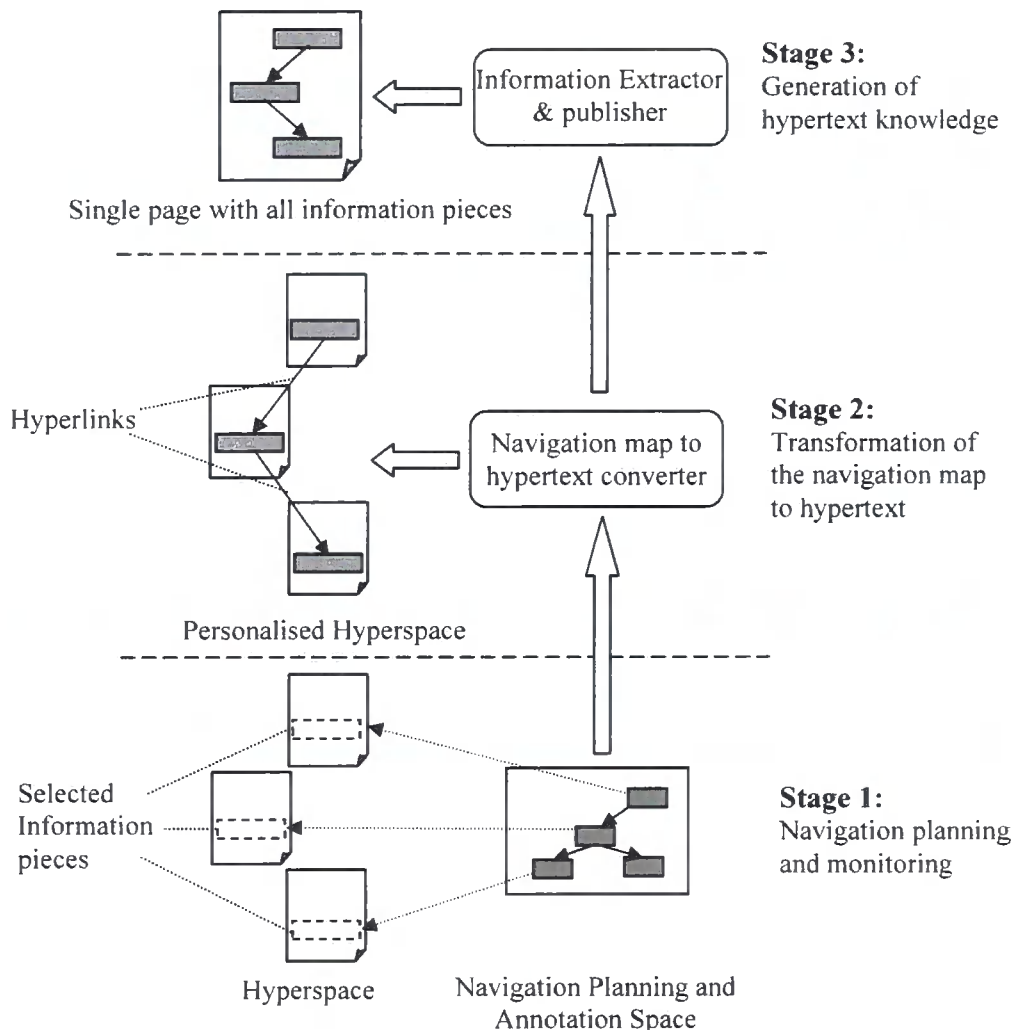 Information Extractor
& publisher
Stage 3:
Generation of
hypertext knowledge
Single page with all information pieces
Hyperlinks
Navigation map to
hypertext converter
Stage 2:
Transformation of
the navigation map
to hypertext
Personalised Hyperspace
Selected
Information
pieces
Stage 1:
Navigation planning
and monitoring
Hyperspace
Navigation Planning and
Annotation Space